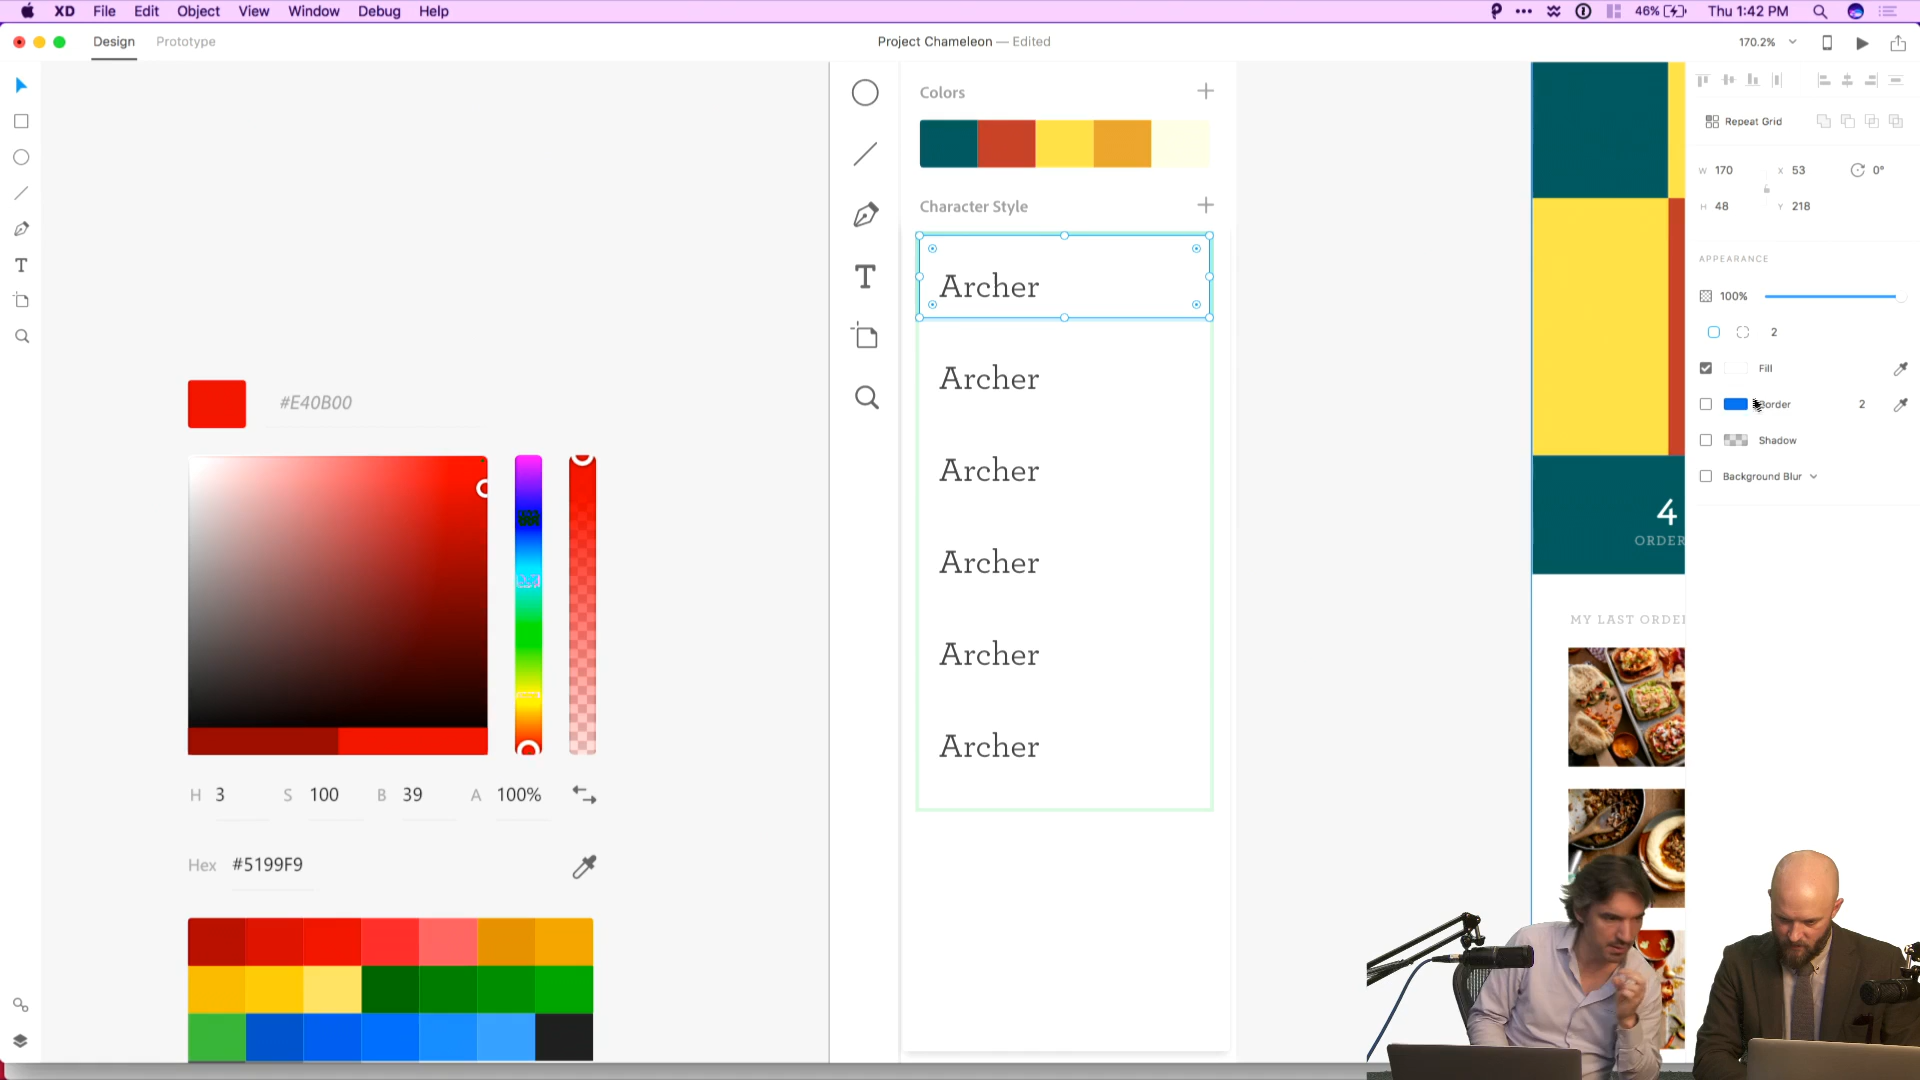 XD File Edit Object View Window Debug Help
46% Thu 1:42 PM
Design Prototype
Project Chameleon — Edited
170.2%
Colors
Repeat Grid
W 170 X 53 0°
H 48 Y 218
Character Style
APPEARANCE
100%
2
Fill
Border 2
Shadow
Background Blur
Archer
Archer
Archer
Archer
Archer
Archer
#E40B00
H 3 S 100 B 39 A 100%
Hex #5199F9
T
T
4
ORDER
MY LAST ORDE